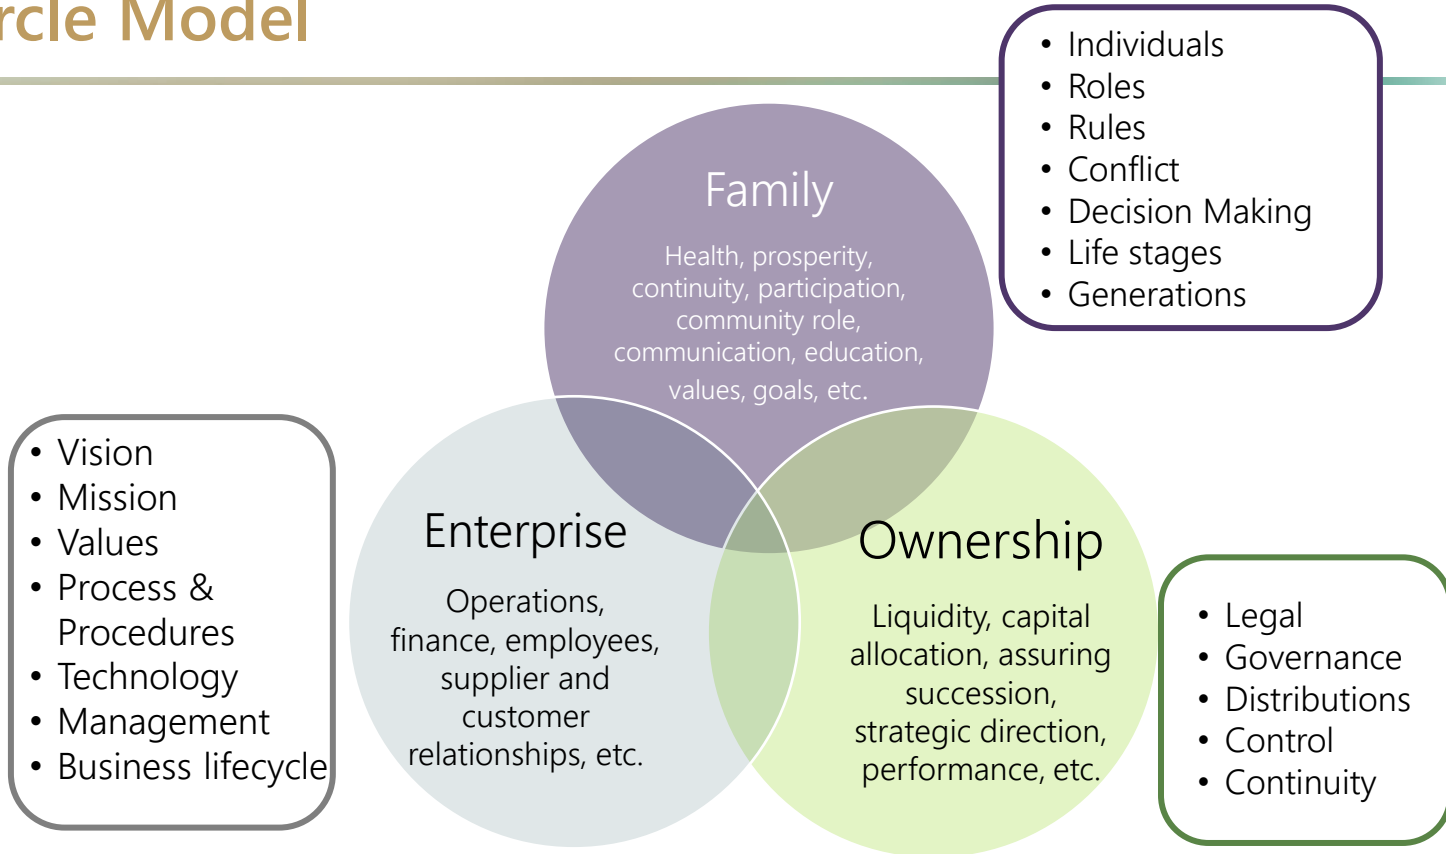 rcle Model
• Individuals
• Roles
• Rules
• Conflict
• Decision Making
• Life stages
• Generations
Family
Health, prosperity,
continuity, participation,
community role,
communication, education,
values, goals, etc.
• Vision
• Mission
• Values
• Process &
Procedures
• Technology
• Management
• Business lifecycle
Enterprise
Operations,
finance, employees,
supplier and
customer
relationships, etc.
Ownership
Liquidity, capital
allocation, assuring
succession,
strategic direction,
performance, etc.
• Legal
• Governance
• Distributions
• Control
• Continuity